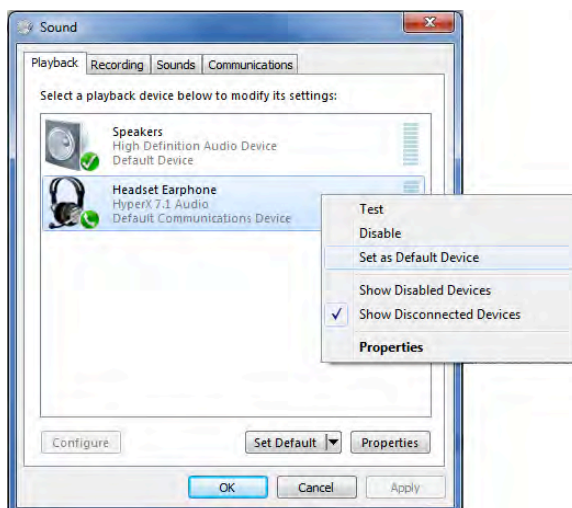 Sound
Playback Recording Sounds Communications
Select a playback device below to modify its settings:
Speakers
High Definition Audio Device
Default Device
Headset Earphone
HyperX 7.1 Audio
Default Communications Device
Test
Disable
Set as Default Device
Show Disabled Devices
Show Disconnected Devices
Properties
Configure Set Default Properties
OK Cancel Apply